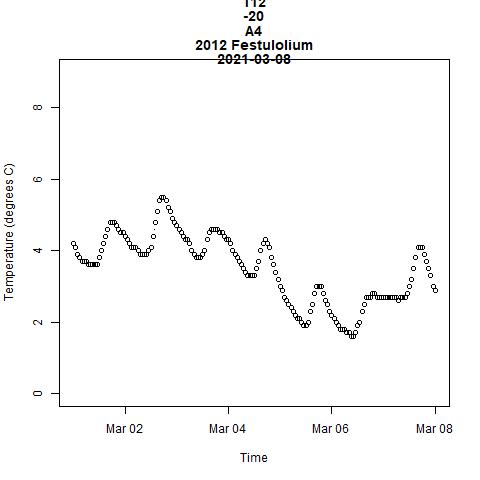 T12
-20
A4
2012 Festulolium
2021-03-08
Temperature (degrees C)
8
6
4
2
0
Mar 02 Mar 04 Mar 06 Mar 08
Time